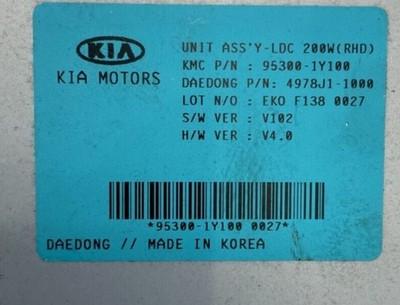 KIA
KIA MOTORS
UNIT ASS'Y-LDC 200W(RHD)
KMC P/N : 95300-1Y100
DAEDONG P/N: 4978J1-1000
LOT N/O : EKO F138 0027
S/W VER : V102
H/W VER : V4.0
*95300-1Y100 0027*
DAEDONG // MADE IN KOREA